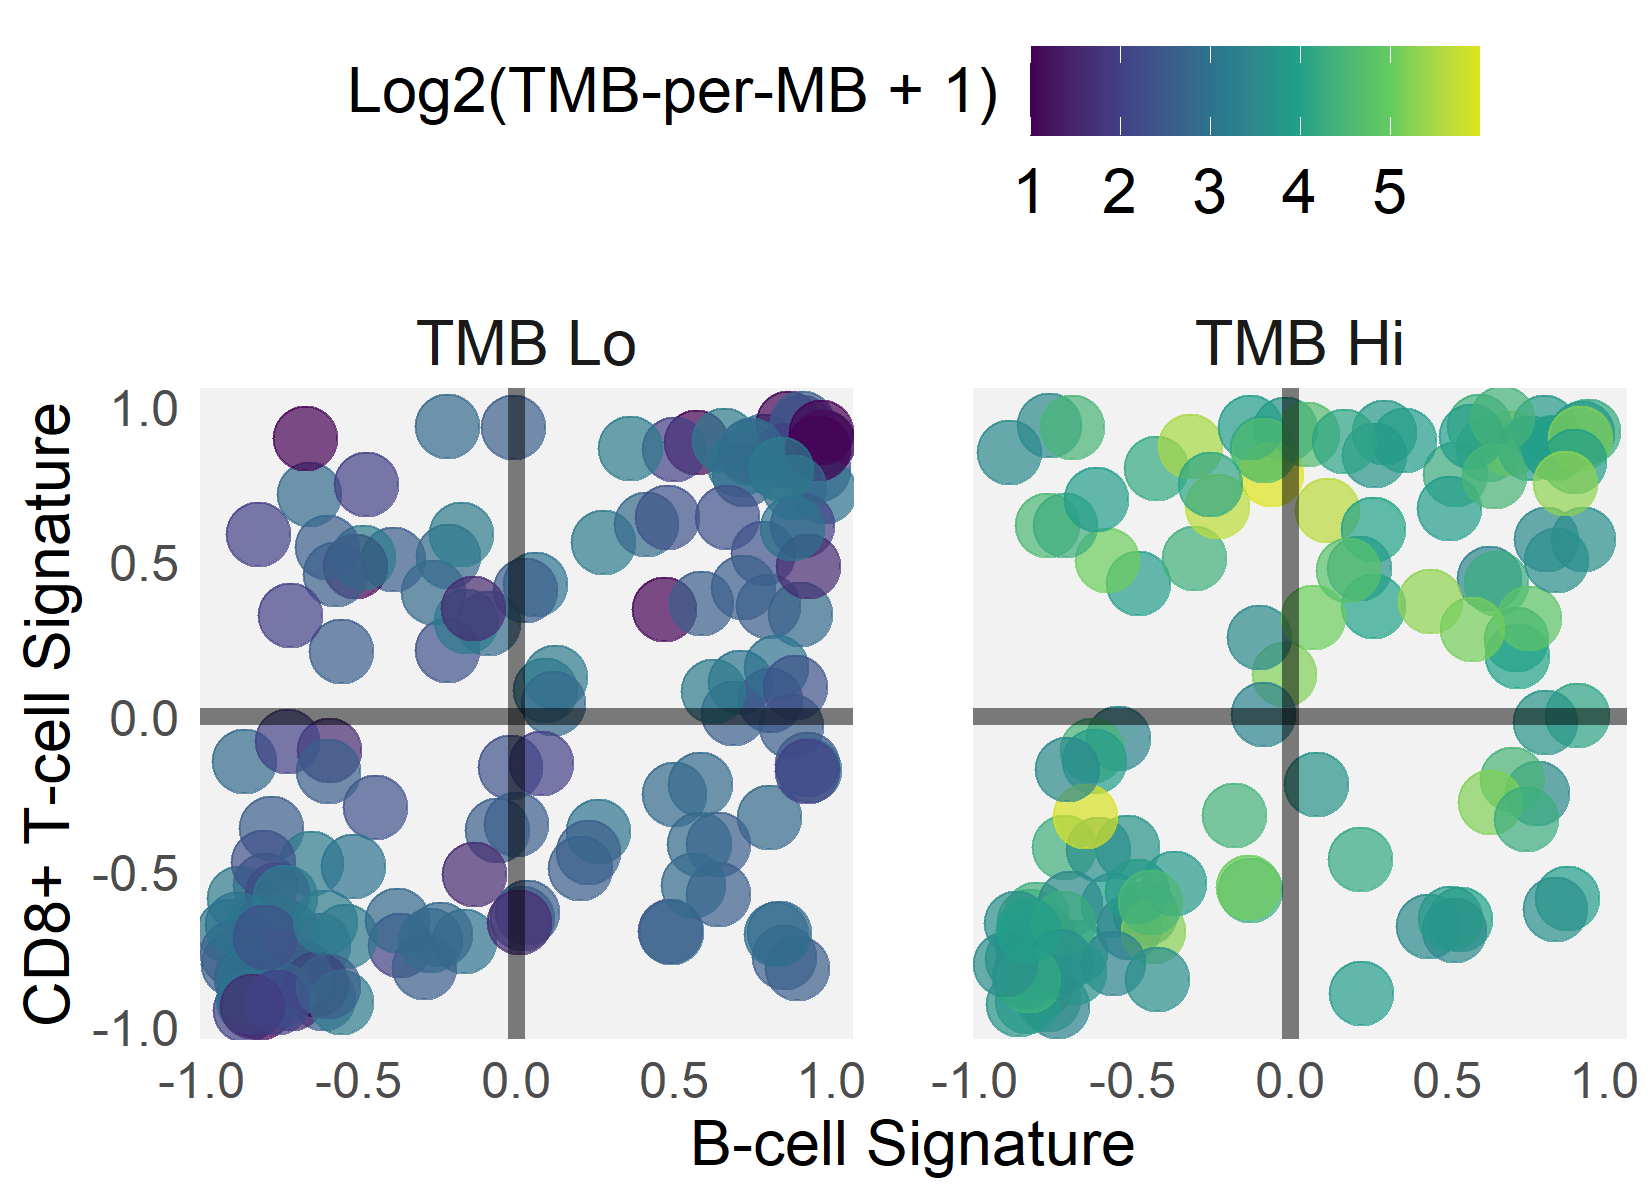 Log2(TMB-per-MB + 1)
1 2 3 4 5
TMB Lo TMB Hi
CD8+ T-cell Signature
1.0
0.5
0.0
-0.5
-1.0
-1.0 -0.5 0.0 0.5 1.0 -1.0 -0.5 0.0 0.5 1.0
B-cell Signature